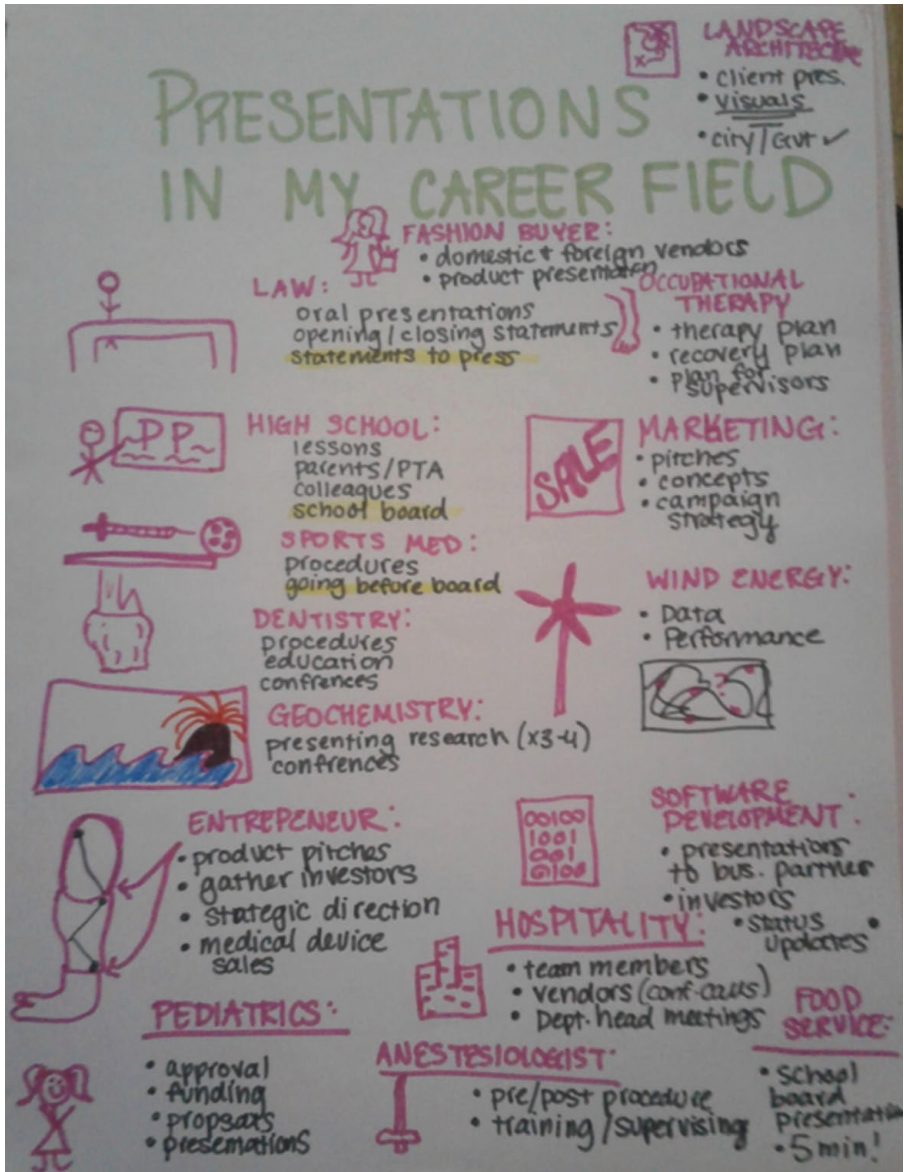 LANDSCAPE
ARCHITECTURE
• client pres.
• visuals
• city/Gvt ✓
PRESENTATIONS
IN MY CAREER FIELD
FASHION BUYER:
• domestic + foreign vendors
• product presentation
LAW:
oral presentations
opening/closing statements
statements to press
OCCUPATIONAL
THERAPY
• therapy plan
• recovery plan
• plan for
supervisors
PP
HIGH SCHOOL:
lessons
parents/PTA
colleagues
school board
SALE
MARKETING:
• pitches
• concepts
• campaign
strategy
SPORTS MED:
procedures
going before board
WIND ENERGY:
• Data
• Performance
DENTISTRY:
procedures
education
confrences
GEOCHEMISTRY:
presenting research (x3-4)
confrences
ENTREPENEUR:
• product pitches
• gather investors
• stategic direction
• medical device
sales
00100
1001
001
0100
SOFTWARE
DEVELOPMENT:
• presentations
to bus. partner
• investors
• status
updates
HOSPITALITY:
• team members
• vendors (conf-calls)
• Dept. head meetings
PEDIATRICS:
• approval
• funding
• propsals
• presentations
ANESTESIOLOGIST:
• pre/post procedure
• training/supervising
FOOD
SERVICE:
• school
board
presentation
• 5 min!